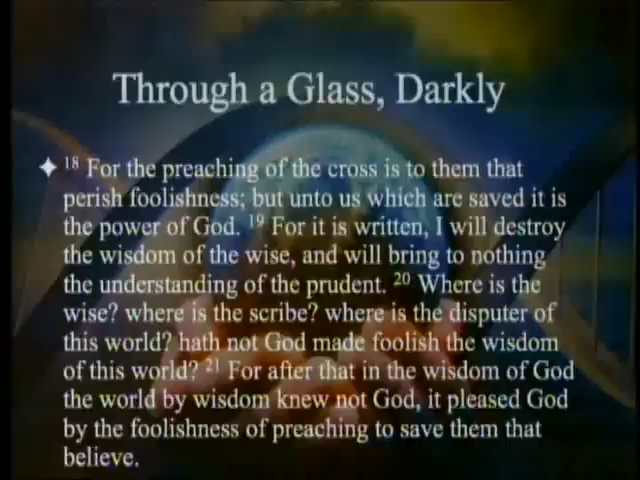 Through a Glass, Darkly
18 For the preaching of the cross is to them that
perish foolishness; but unto us which are saved it is
the power of God. 19 For it is written, I will destroy
the wisdom of the wise, and will bring to nothing
the understanding of the prudent. 20 Where is the
wise? where is the scribe? where is the disputer of
this world? hath not God made foolish the wisdom
of this world? 21 For after that in the wisdom of God
the world by wisdom knew not God, it pleased God
by the foolishness of preaching to save them that
believe.